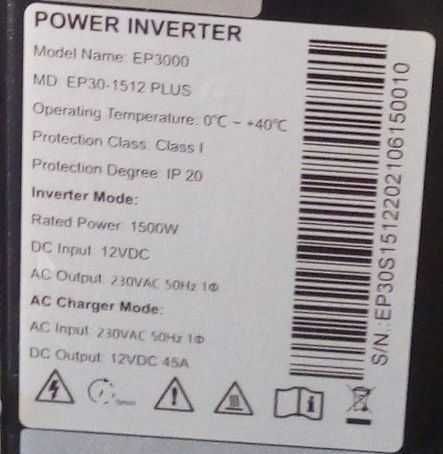 POWER INVERTER
Model Name: EP3000
MD: EP30-1512 PLUS
Operating Temperature: 0℃ ~ +40℃
Protection Class: Class I
Protection Degree: IP 20
Inverter Mode:
Rated Power: 1500W
DC Input: 12VDC
AC Output: 230VAC 50Hz 1Φ
AC Charger Mode:
AC Input: 230VAC 50Hz 1Φ
DC Output: 12VDC 45A
S/N.:EP30S1512202106150010